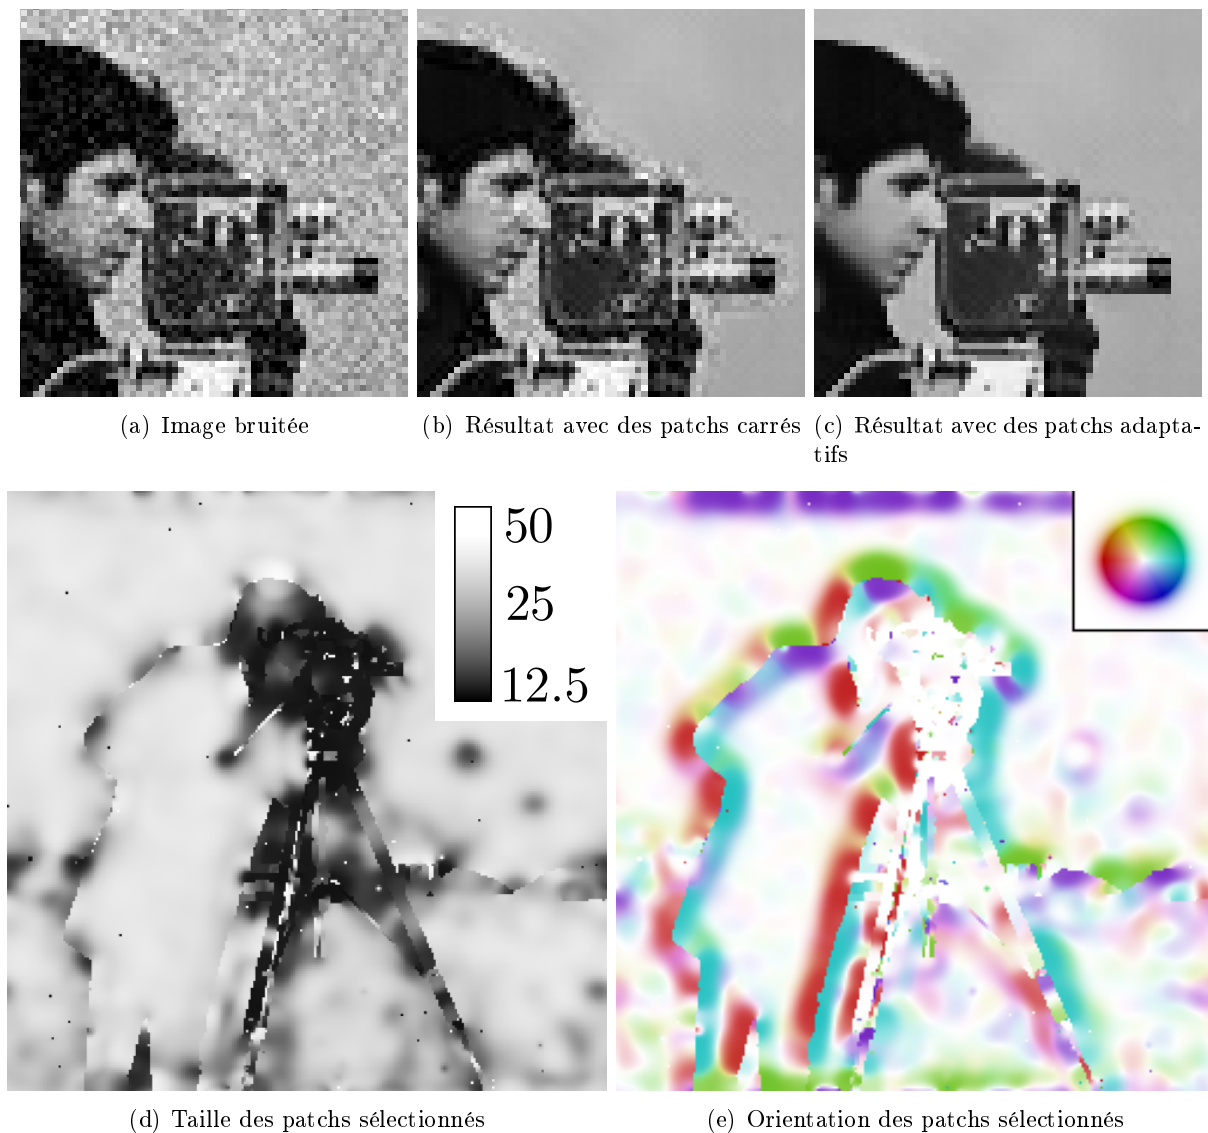 (a) Image bruitée
(b) Résultat avec des patchs carrés
(c) Résultat avec des patchs adapta-
tifs
50
25
12.5
(d) Taille des patchs sélectionnés
(e) Orientation des patchs sélectionnés